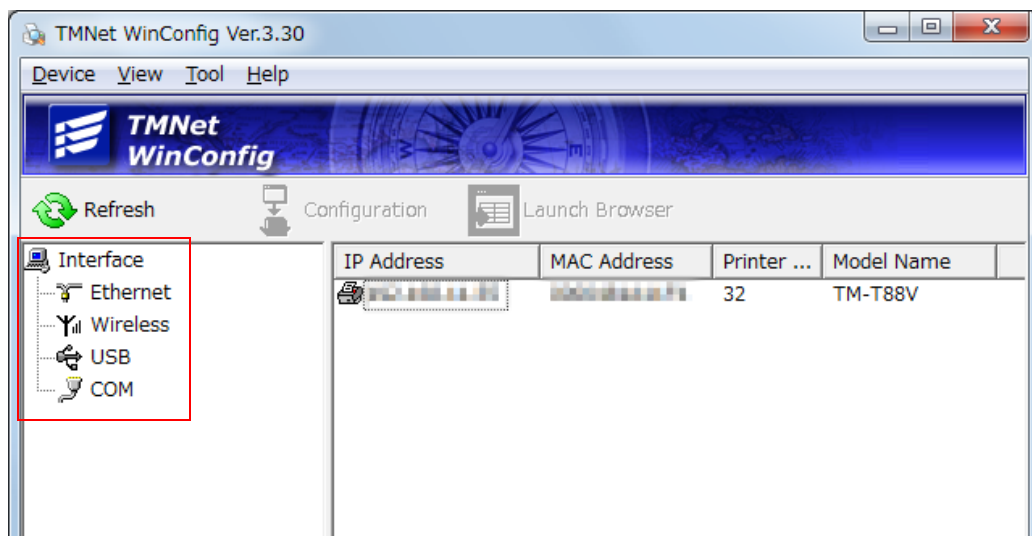 TMNet WinConfig Ver.3.30
Device View Tool Help
TMNet
WinConfig
Refresh Configuration Launch Browser
Interface
Ethernet
Wireless
USB
COM
IP Address MAC Address Printer ... Model Name
32 TM-T88V